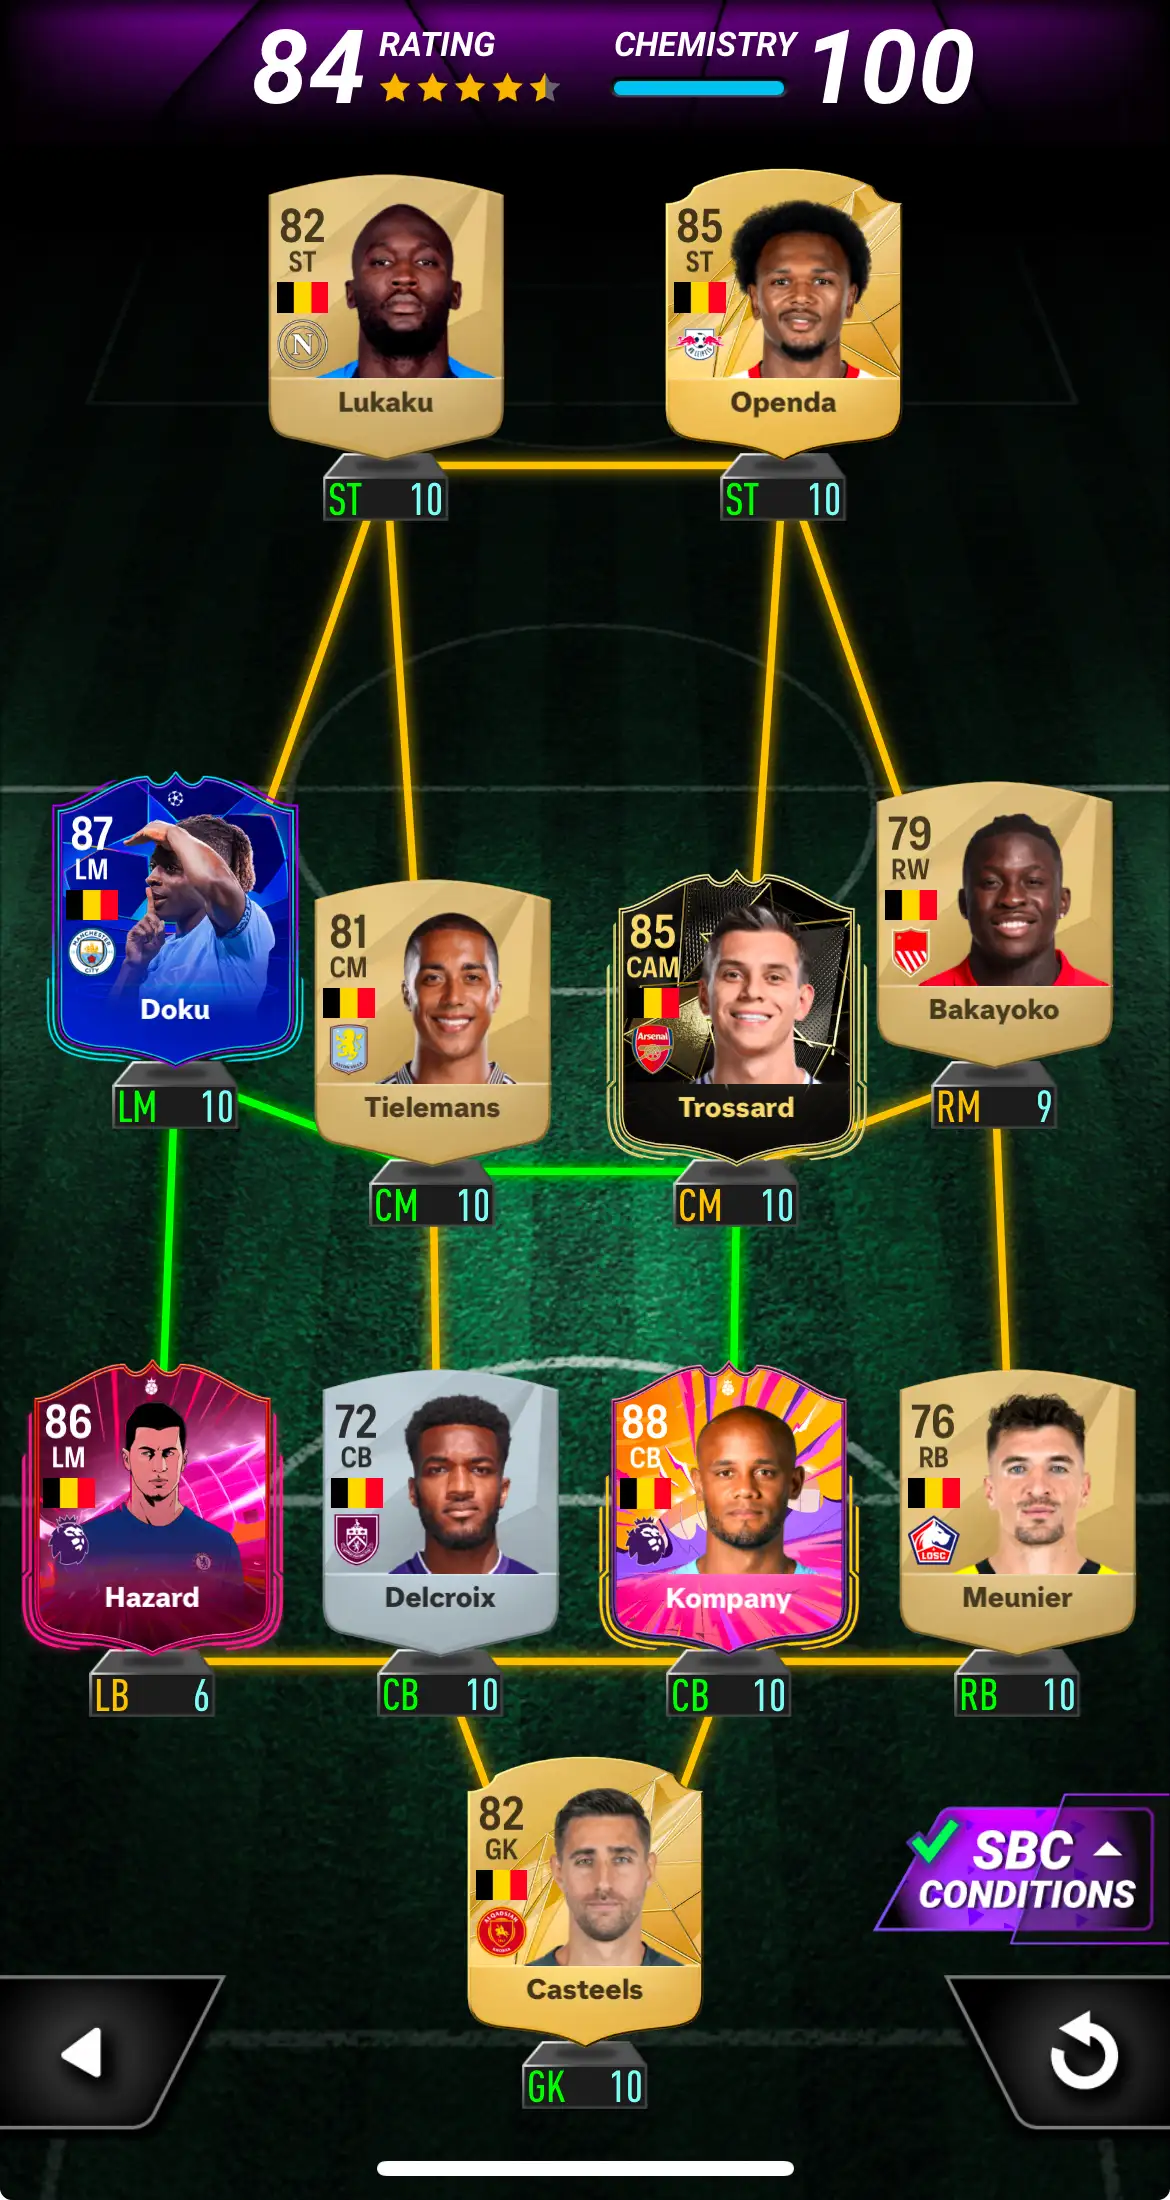 84 RATING CHEMISTRY 100
82 85
ST ST
N
Lukaku Openda
ST 10 ST 10
87 79
LM RW
MANCHESTER CITY
Doku Bakayoko
81 85
CM CAM
Arsenal
Tielemans Trossard
LM 10 RM 9
CM 10 CM 10
86 72 88 76
LM CB CB RB
LOSC
Hazard Delcroix Kompany Meunier
LB 6 CB 10 CB 10 RB 10
82
GK
Casteels
GK 10
SBC
CONDITIONS